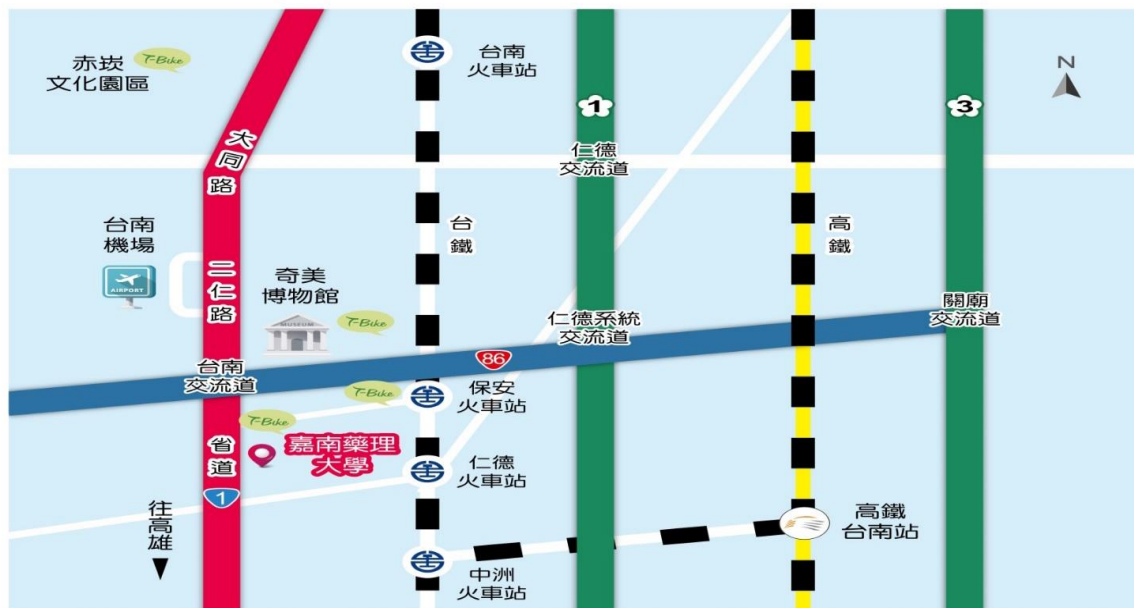 赤崁
文化園區
T-Bike
台南
火車站
N
1
3
大同路
仁德
交流道
台鐵
高鐵
台南
機場
AIRPORT
二仁路
奇美
博物館
MUSEUM
T-Bike
關廟
交流道
仁德系統
交流道
86
台南
交流道
T-Bike
保安
火車站
T-Bike
嘉南藥理
大學
省道
1
仁德
火車站
往高雄
高鐵
台南站
中洲
火車站